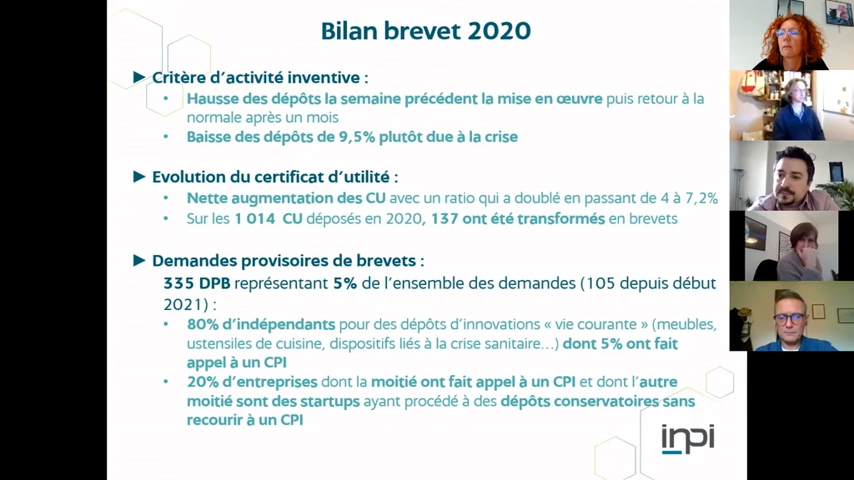 Bilan brevet 2020
► Critère d'activité inventive :
• Hausse des dépôts la semaine précédent la mise en œuvre puis retour à la
normale après un mois
• Baisse des dépôts de 9,5% plutôt due à la crise
► Evolution du certificat d'utilité :
• Nette augmentation des CU avec un ratio qui a doublé en passant de 4 à 7,2%
• Sur les 1 014 CU déposés en 2020, 137 ont été transformés en brevets
► Demandes provisoires de brevets :
335 DPB représentant 5% de l'ensemble des demandes (105 depuis début
2021) :
• 80% d'indépendants pour des dépôts d'innovations « vie courante » (meubles,
ustensiles de cuisine, dispositifs liés à la crise sanitaire...) dont 5% ont fait
appel à un CPI
• 20% d'entreprises dont la moitié ont fait appel à un CPI et dont l'autre
moitié sont des startups ayant procédé à des dépôts conservatoires sans
recourir à un CPI
inpi